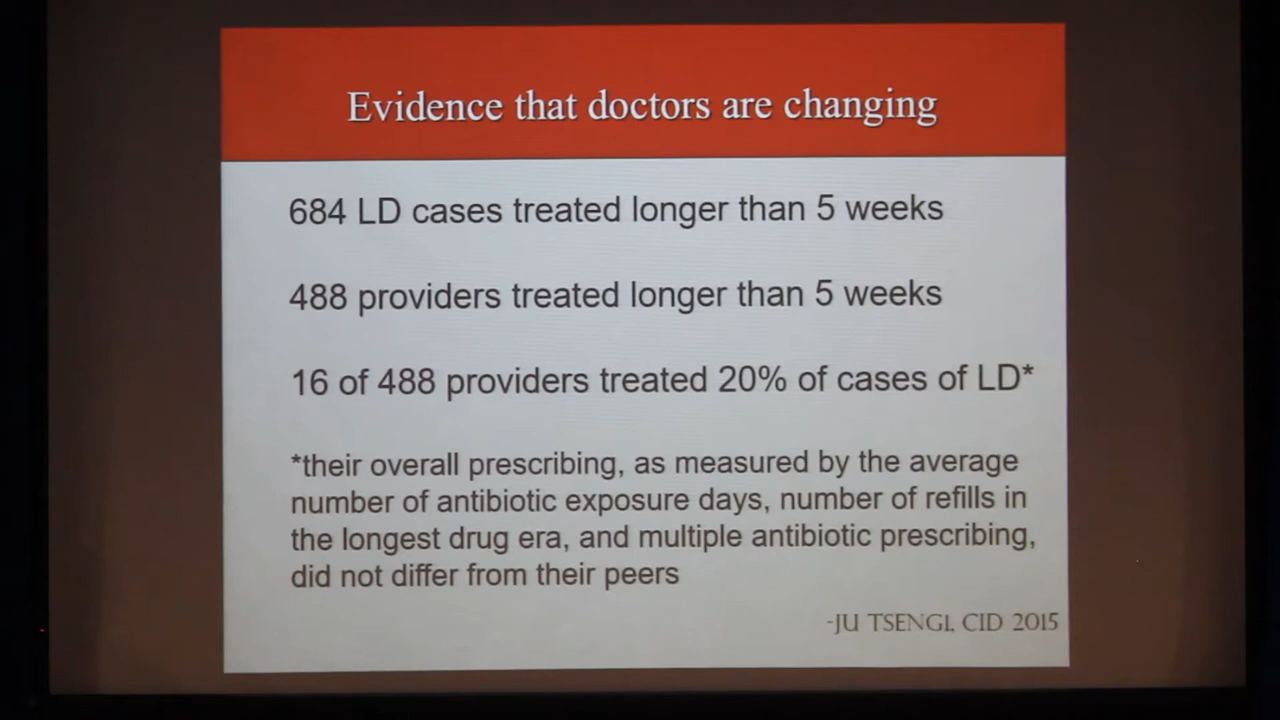 Evidence that doctors are changing
684 LD cases treated longer than 5 weeks
488 providers treated longer than 5 weeks
16 of 488 providers treated 20% of cases of LD*
*their overall prescribing, as measured by the average
number of antibiotic exposure days, number of refills in
the longest drug era, and multiple antibiotic prescribing,
did not differ from their peers
-JU TSENGI, CID 2015